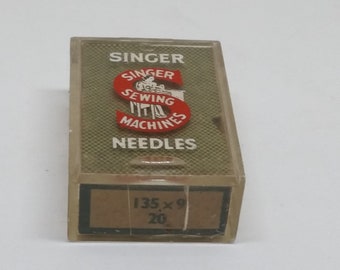 SINGER
SINGER
SEWING
MACHINES
NEEDLES
135 x 9
20